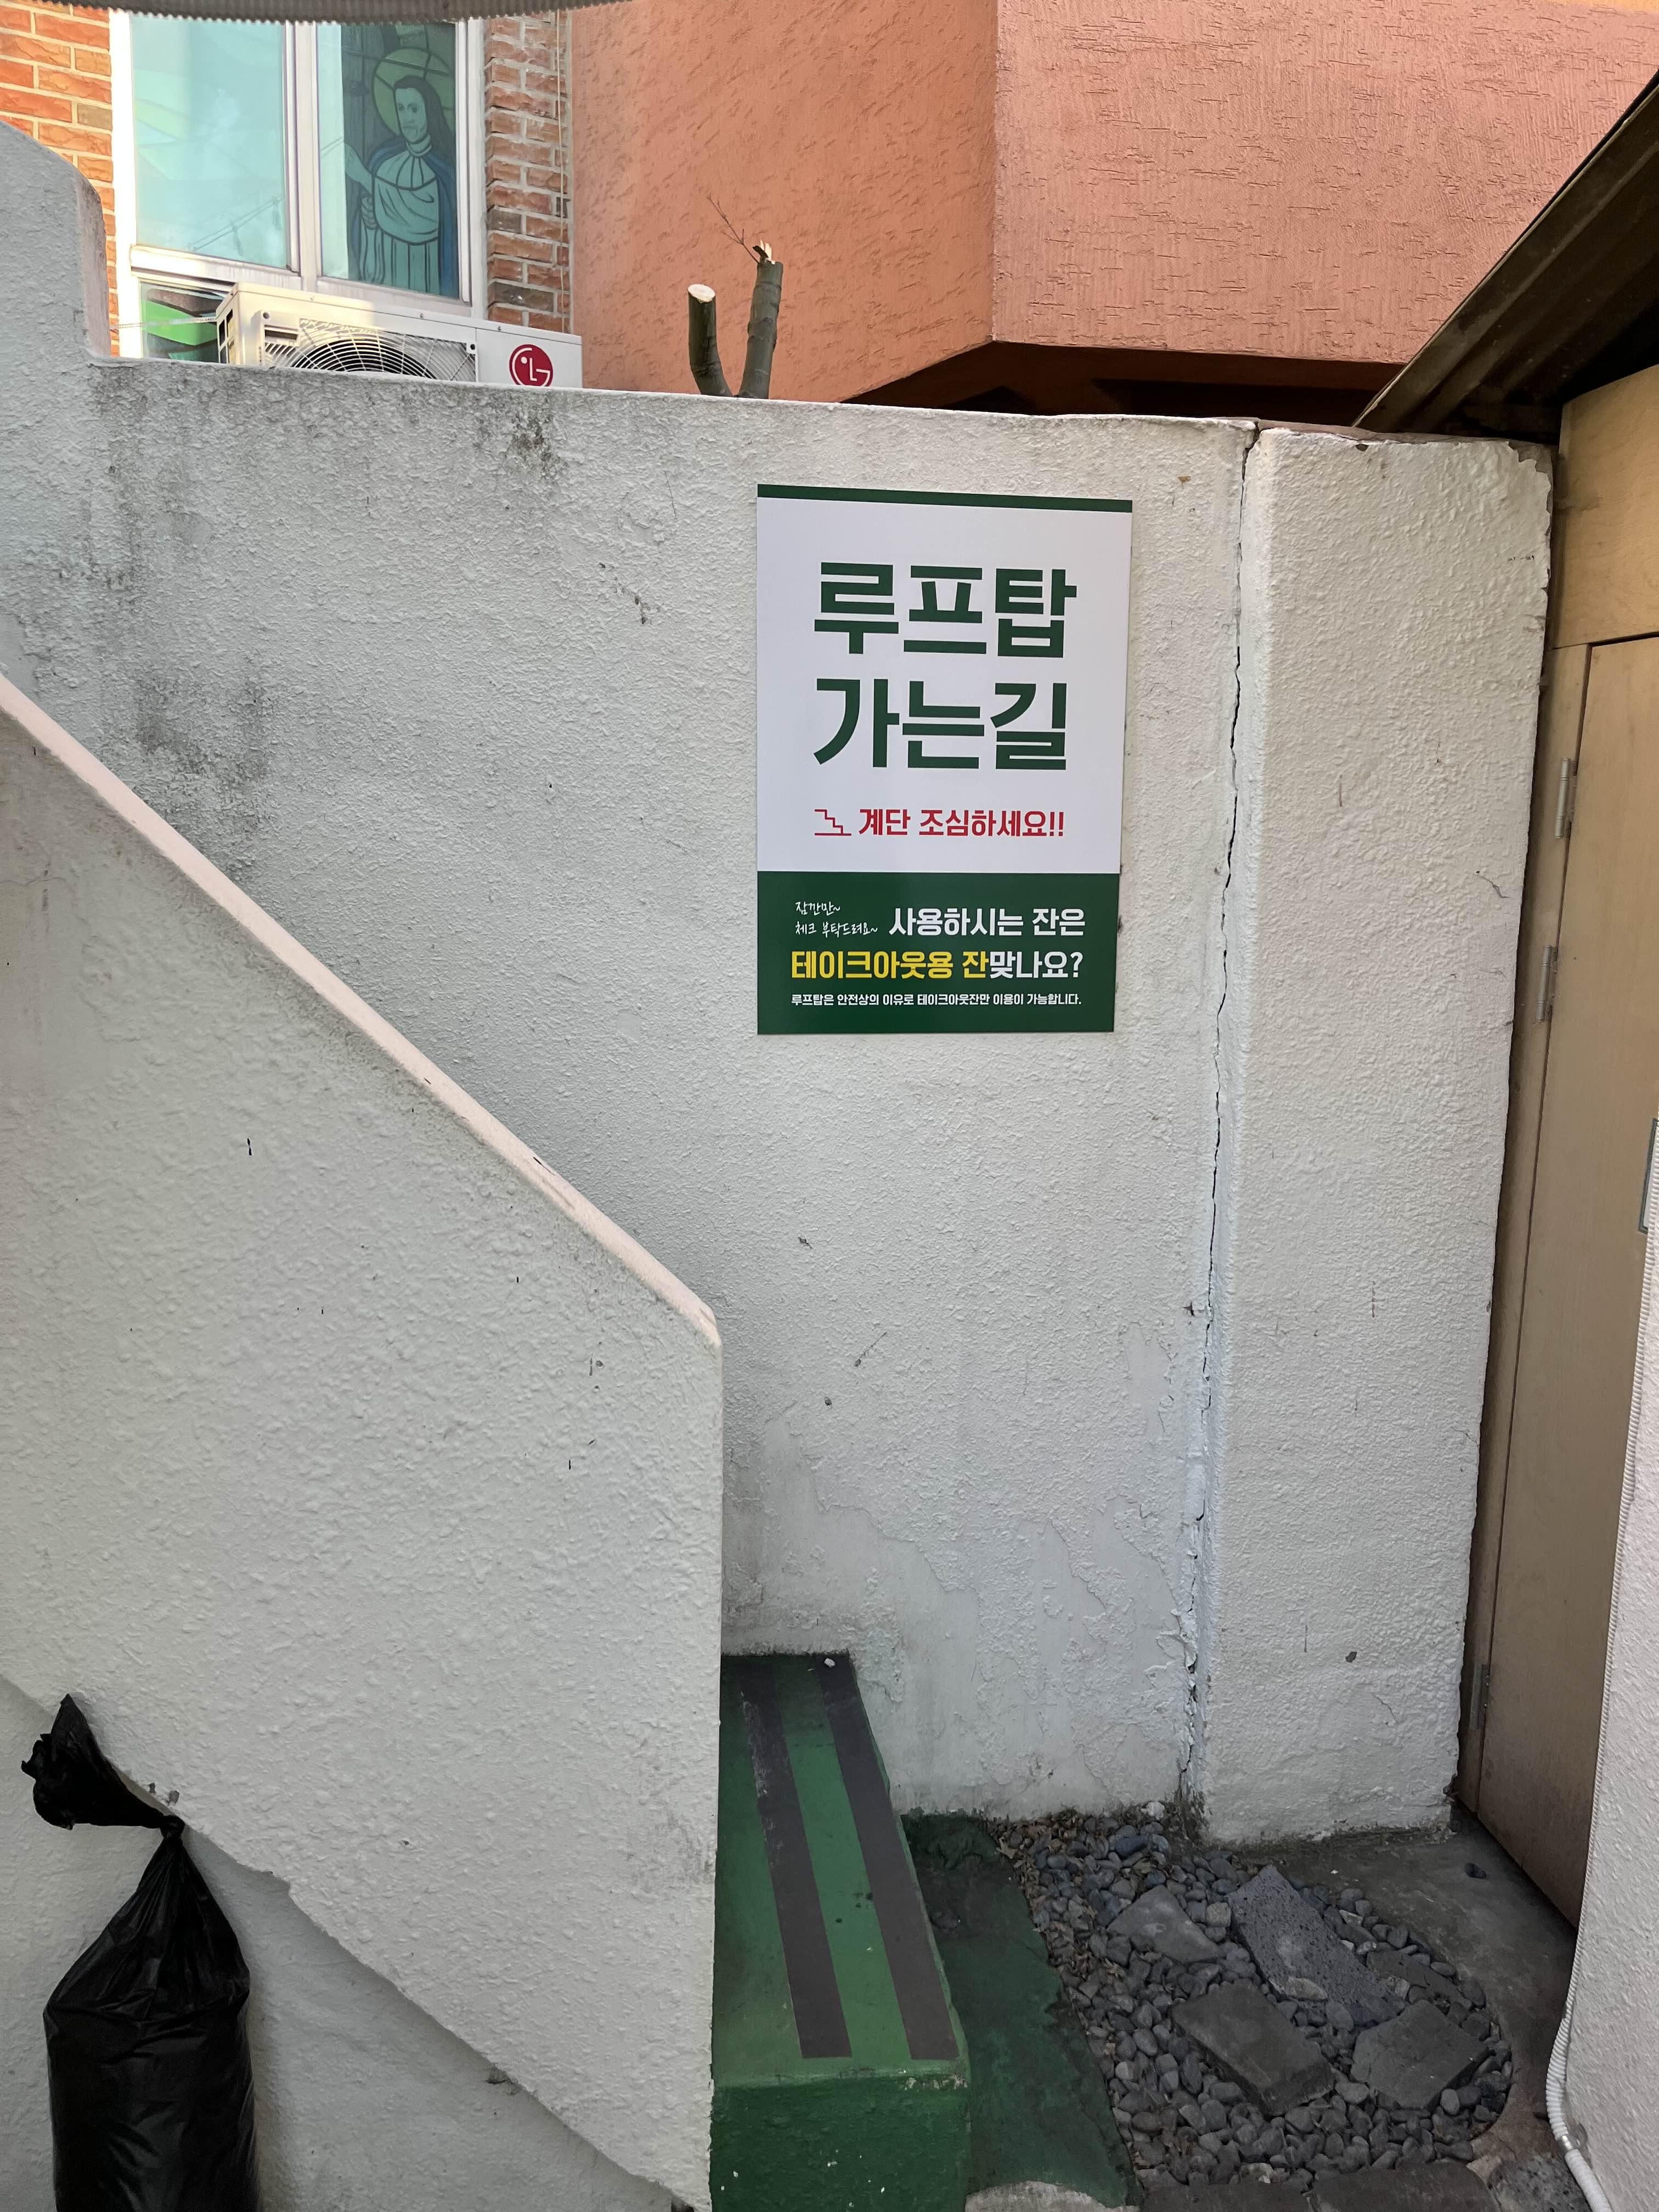 LG
루프탑
가는길
계단 조심하세요!!
잠깐만~
체크 부탁드려요~ 사용하시는 잔은
테이크아웃용 잔맞나요?
루프탑은 안전상의 이유로 테이크아웃잔만 이용이 가능합니다.